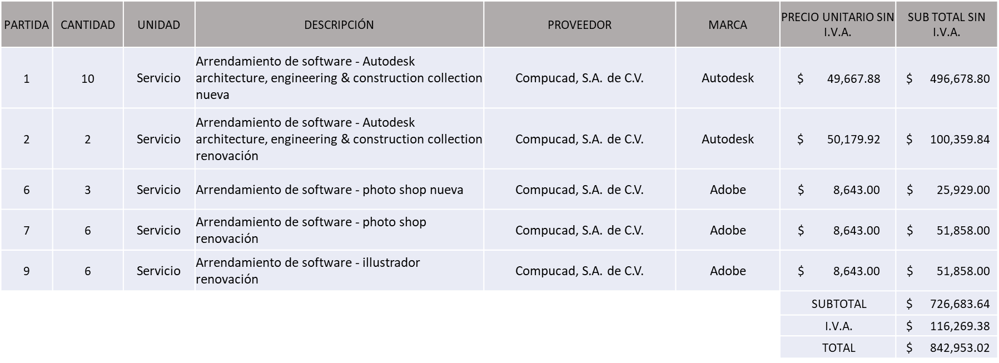 PARTIDA CANTIDAD UNIDAD DESCRIPCIÓN PROVEEDOR MARCA PRECIO UNITARIO SIN I.V.A. SUB TOTAL SIN I.V.A.
1 10 Servicio Arrendamiento de software - Autodesk
architecture, engineering & construction collection
nueva Compucad, S.A. de C.V. Autodesk $ 49,667.88 $ 496,678.80
2 2 Servicio Arrendamiento de software - Autodesk
architecture, engineering & construction collection
renovación Compucad, S.A. de C.V. Autodesk $ 50,179.92 $ 100,359.84
6 3 Servicio Arrendamiento de software - photo shop nueva Compucad, S.A. de C.V. Adobe $ 8,643.00 $ 25,929.00
7 6 Servicio Arrendamiento de software - photo shop
renovación Compucad, S.A. de C.V. Adobe $ 8,643.00 $ 51,858.00
9 6 Servicio Arrendamiento de software - illustrador
renovación Compucad, S.A. de C.V. Adobe $ 8,643.00 $ 51,858.00
SUBTOTAL $ 726,683.64
I.V.A. $ 116,269.38
TOTAL $ 842,953.02